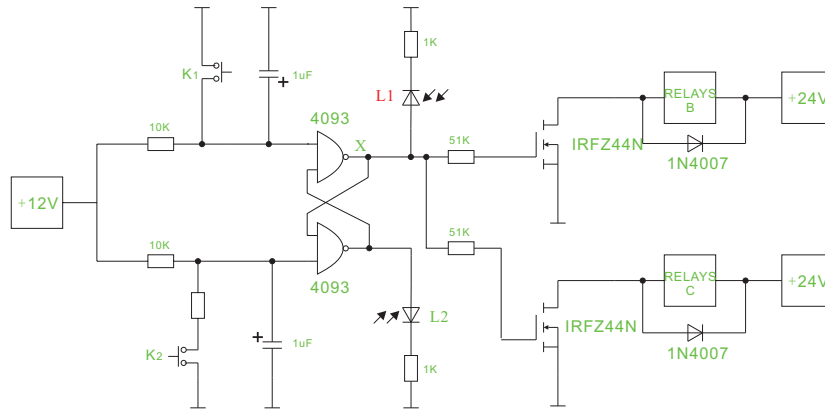 K1
1uF
1K
L1
4093
X
10K
51K
IRFZ44N
RELAYS
B
+24V
1N4007
+12V
10K
4093
51K
K2
1uF
L2
1K
IRFZ44N
RELAYS
C
+24V
1N4007